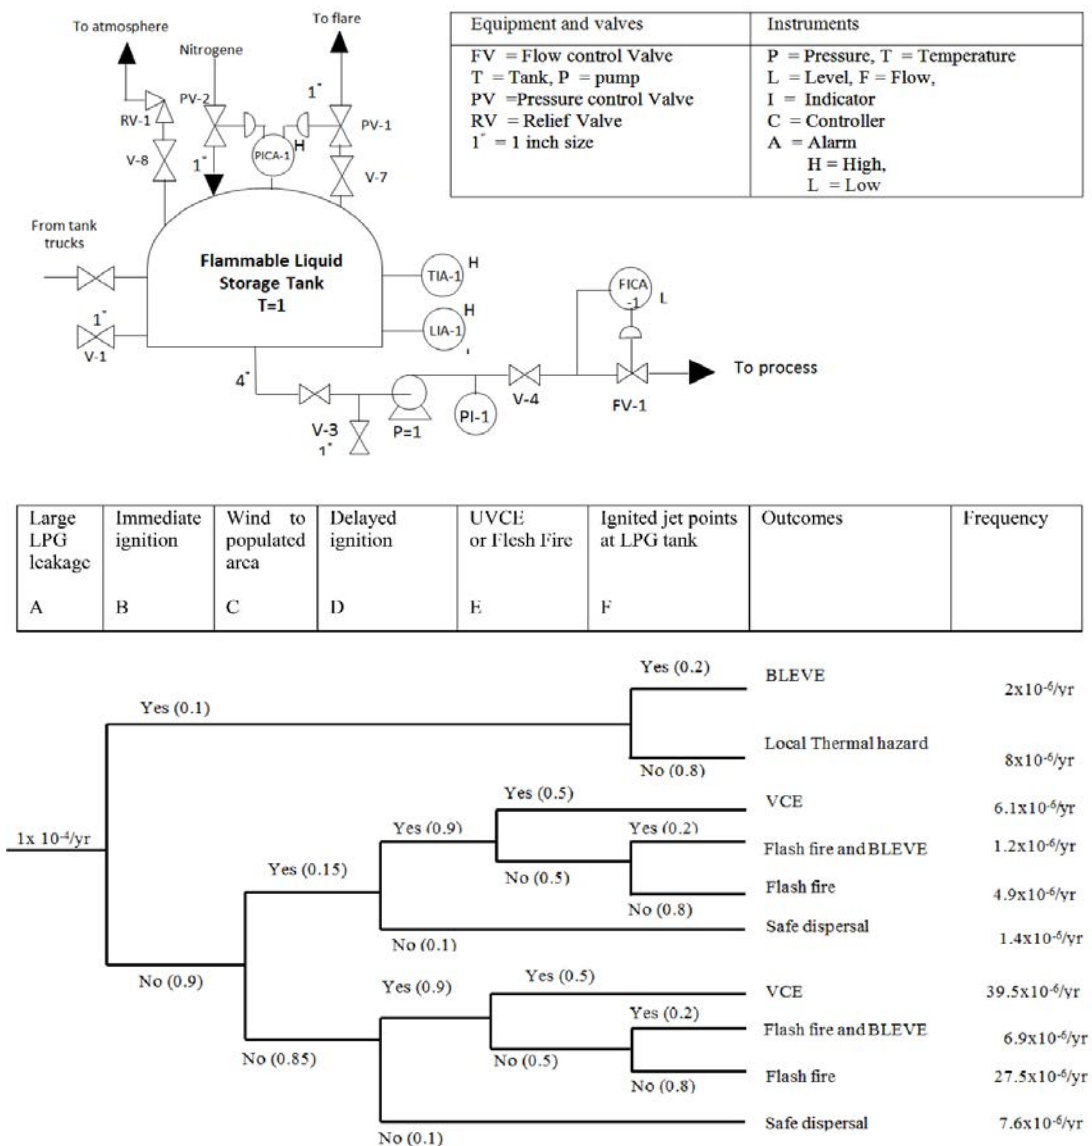 To atmosphere
Nitrogene
To flare
PV-2
1"
RV-1
PICA-1
H
PV-1
V-8
1"
V-7
From tank
trucks
Flammable Liquid
Storage Tank
T=1
TIA-1
H
LIA-1
H
1"
V-1
4"
V-3
1"
P=1
PI-1
V-4
FICA
-1
L
FV-1
To process
Equipment and valves
FV = Flow control Valve
T = Tank, P = pump
PV =Pressure control Valve
RV = Relief Valve
1" = 1 inch size
Instruments
P = Pressure, T = Temperature
L = Level, F = Flow,
I = Indicator
C = Controller
A = Alarm
H = High,
L = Low
Large
LPG
leakage
A
Immediate
ignition
B
Wind to
populated
area
C
Delayed
ignition
D
UVCE
or Flesh Fire
E
Ignited jet points
at LPG tank
F
Outcomes
Frequency
1x 10-4/yr
Yes (0.1)
Yes (0.2)
BLEVE
2x10-6/yr
No (0.8)
Local Thermal hazard
8x10-6/yr
No (0.9)
Yes (0.15)
Yes (0.9)
Yes (0.5)
VCE
6.1x10-6/yr
No (0.5)
Yes (0.2)
Flash fire and BLEVE
1.2x10-6/yr
No (0.8)
Flash fire
4.9x10-6/yr
No (0.1)
Safe dispersal
1.4x10-6/yr
No (0.85)
Yes (0.9)
Yes (0.5)
VCE
39.5x10-6/yr
No (0.5)
Yes (0.2)
Flash fire and BLEVE
6.9x10-6/yr
No (0.8)
Flash fire
27.5x10-6/yr
No (0.1)
Safe dispersal
7.6x10-6/yr